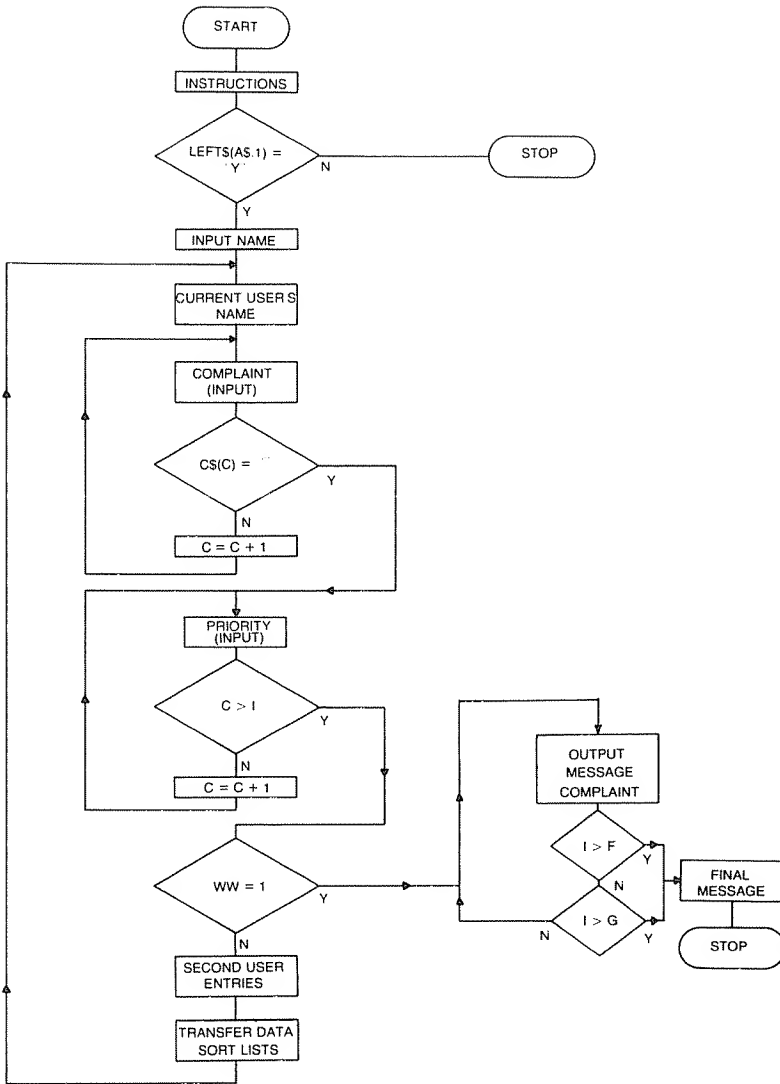 START
INSTRUCTIONS
LEFT$(A$.1) =
'Y'
N
STOP
Y
INPUT NAME
CURRENT USER S
NAME
COMPLAINT
(INPUT)
C$(C) = ' '
Y
N
C = C + 1
PRIORITY
(INPUT)
C > I
Y
N
C = C + 1
OUTPUT
MESSAGE
COMPLAINT
I > F
Y
N
FINAL
MESSAGE
WW = 1
Y
I > G
N
Y
STOP
N
SECOND USER
ENTRIES
TRANSFER DATA
SORT LISTS